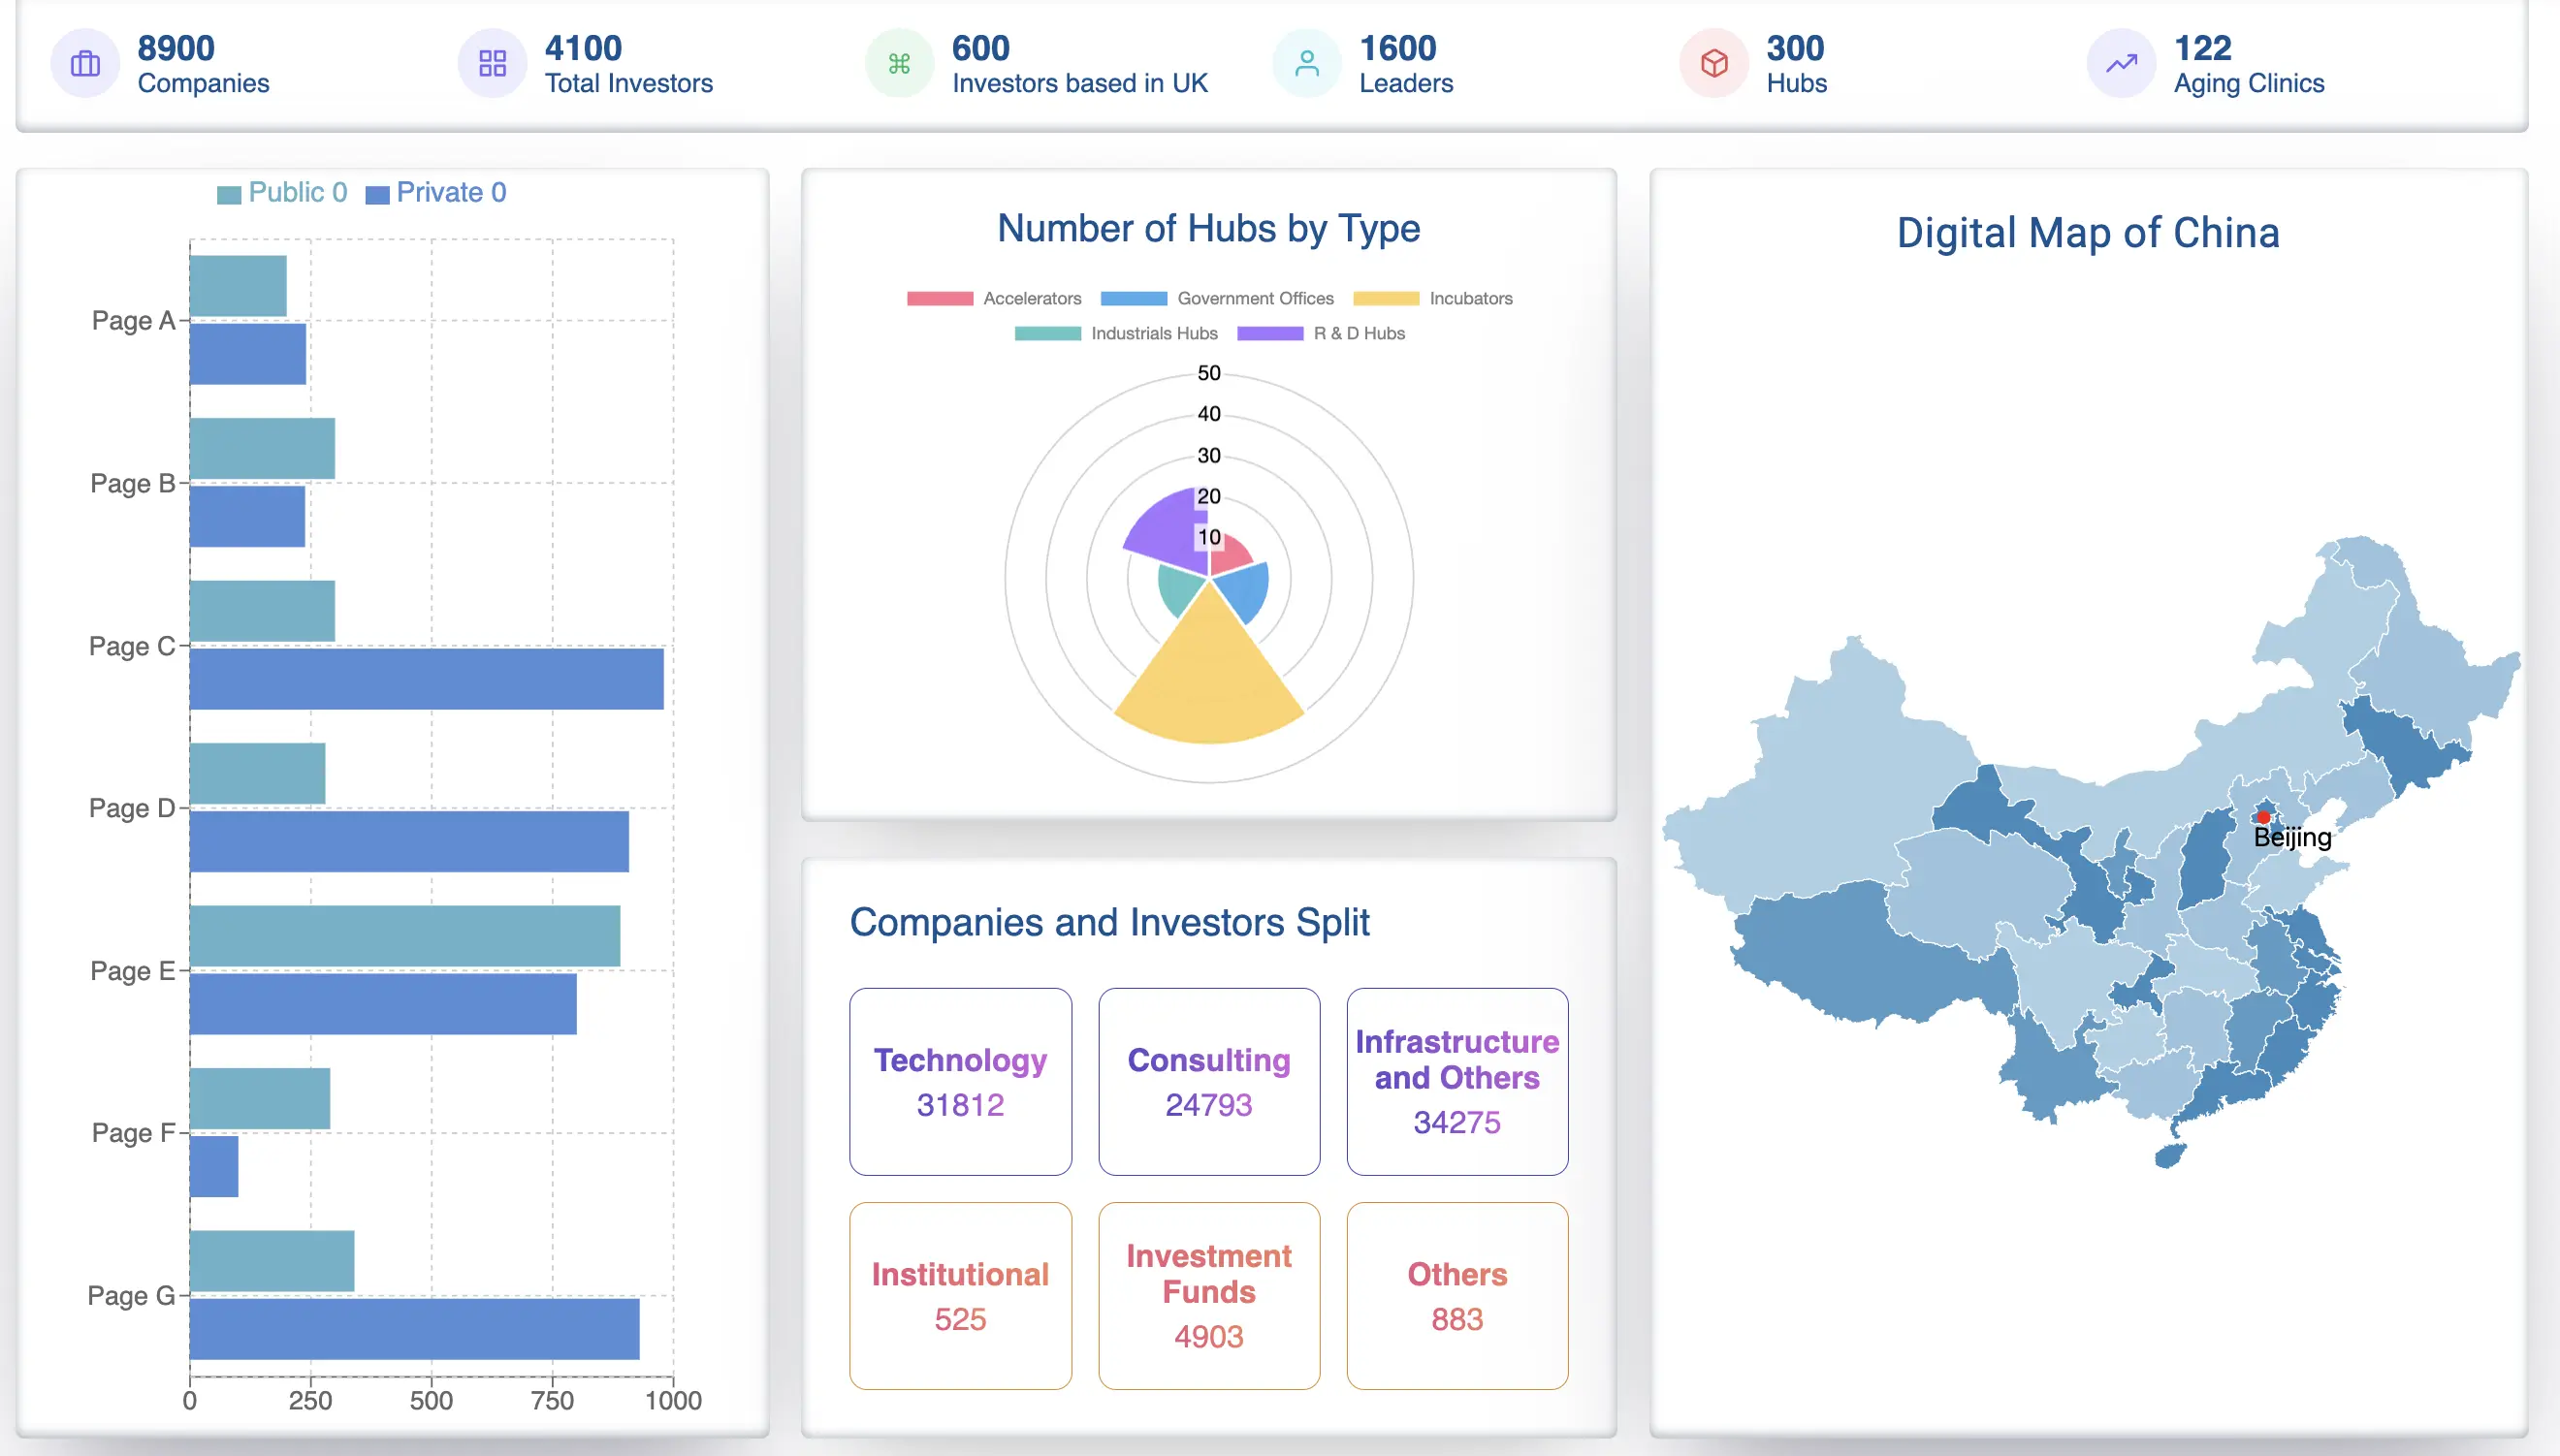 8900
Companies
4100
Total Investors
600
Investors based in UK
1600
Leaders
300
Hubs
122
Aging Clinics
Public 0 Private 0
Page A
Page B
Page C
Page D
Page E
Page F
Page G
0 250 500 750 1000
Number of Hubs by Type
Accelerators Government Offices Incubators
Industrials Hubs R & D Hubs
50
40
30
20
10
Companies and Investors Split
Technology
31812
Consulting
24793
Infrastructure
and Others
34275
Institutional
525
Investment
Funds
4903
Others
883
Digital Map of China
Beijing